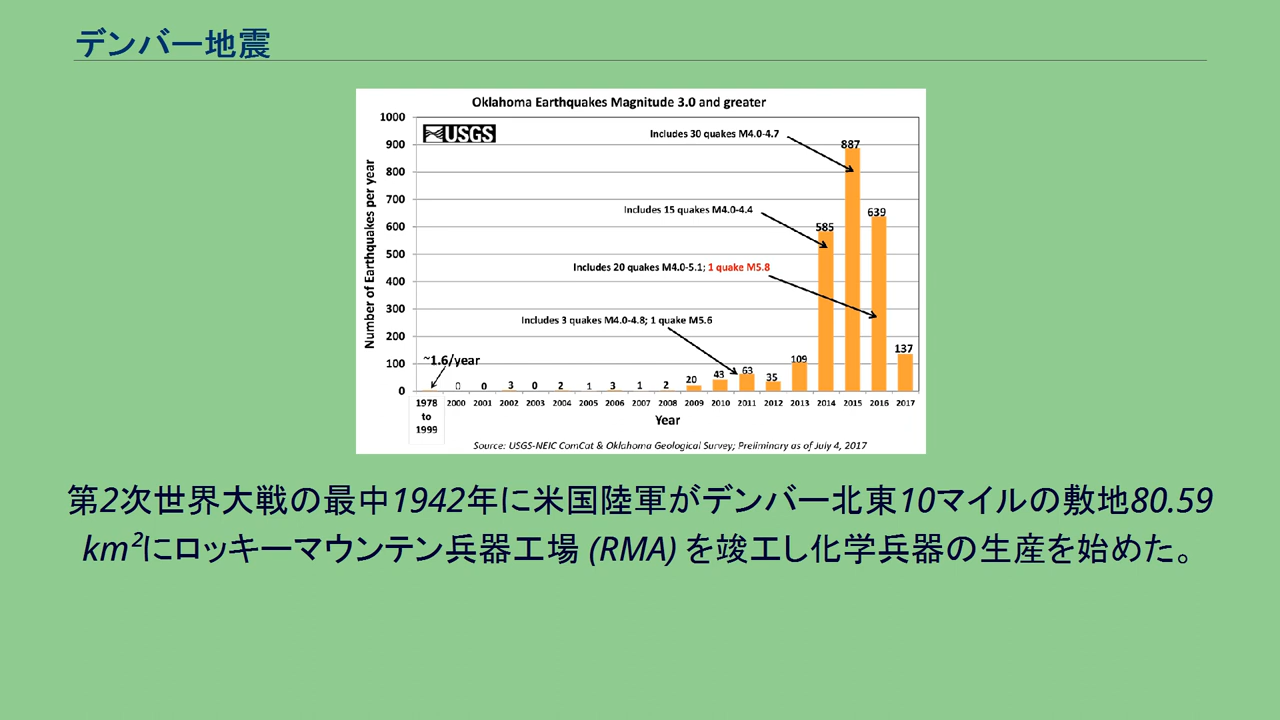 デンバー地震
Oklahoma Earthquakes Magnitude 3.0 and greater
USGS
Number of Earthquakes per year
1000
900
800
700
600
500
400
300
200
100
0
Includes 30 quakes M4.0-4.7
Includes 15 quakes M4.0-4.4
Includes 20 quakes M4.0-5.1; 1 quake M5.8
Includes 3 quakes M4.0-4.8; 1 quake M5.6
~1.6/year
0 0 3 0 2 1 3 1 2 20 43 63 35 109 585 887 639 137
1978 to 1999 2000 2001 2002 2003 2004 2005 2006 2007 2008 2009 2010 2011 2012 2013 2014 2015 2016 2017
Year
Source: USGS-NEIC ComCat & Oklahoma Geological Survey; Preliminary as of July 4, 2017
第2次世界大戦の最中1942年に米国陸軍がデンバー北東10マイルの敷地80.59
km²にロッキーマウンテン兵器工場 (RMA) を竣工し化学兵器の生産を始めた。